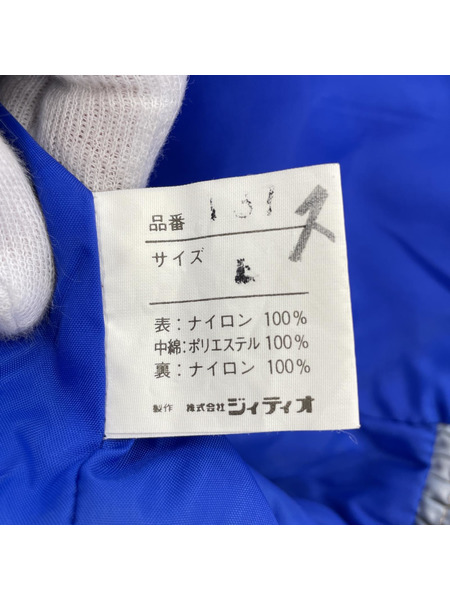 品番
サイズ L
表：ナイロン 100%
中綿：ポリエステル 100%
裏：ナイロン 100%
製作 株式会社 ジィティオ